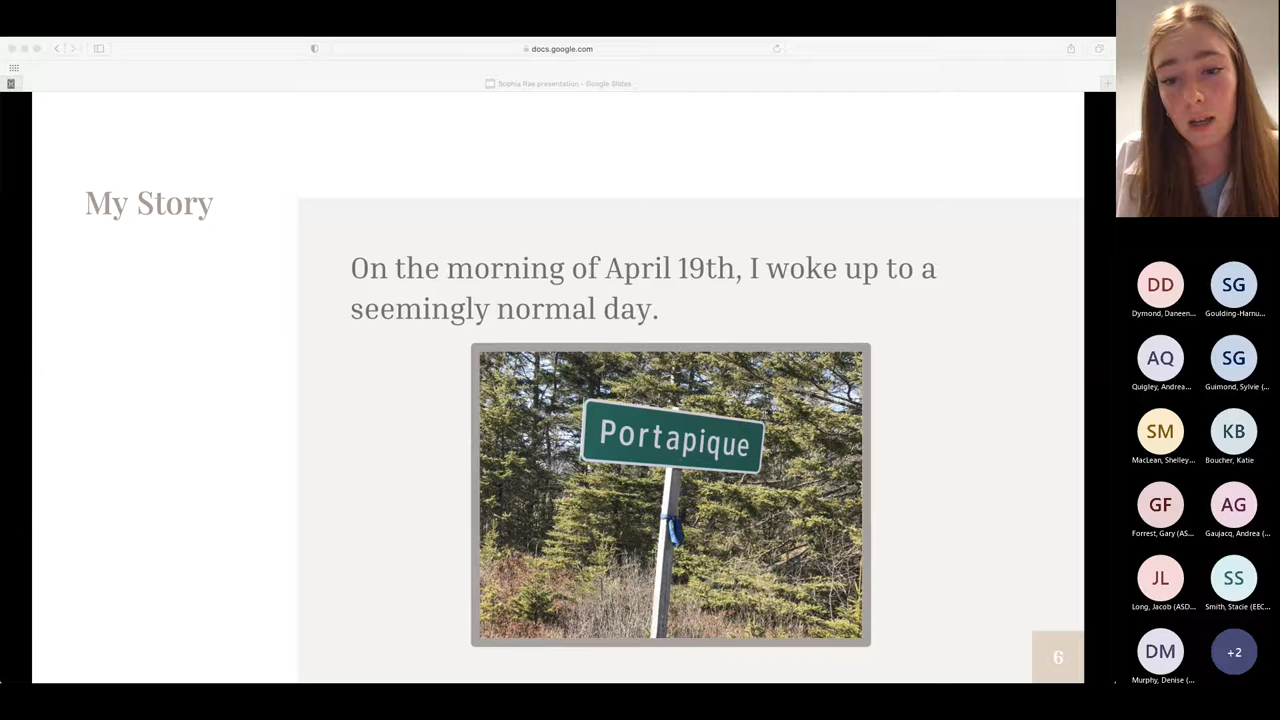 docs.google.com
Sophia Rae presentation - Google Slides
My Story
On the morning of April 19th, I woke up to a
seemingly normal day.
Portapique
6
DD
SG
Dymond, Daneen...
Goulding-Harnu...
AQ
SG
Quigley, Andrea...
Guimond, Sylvie (...
SM
KB
MacLean, Shelley...
Boucher, Katie
GF
AG
Forrest, Gary (AS...
Gaujacq, Andrea (...
JL
SS
Long, Jacob (ASD...
Smith, Stacie (EEC...
DM
+2
Murphy, Denise (...